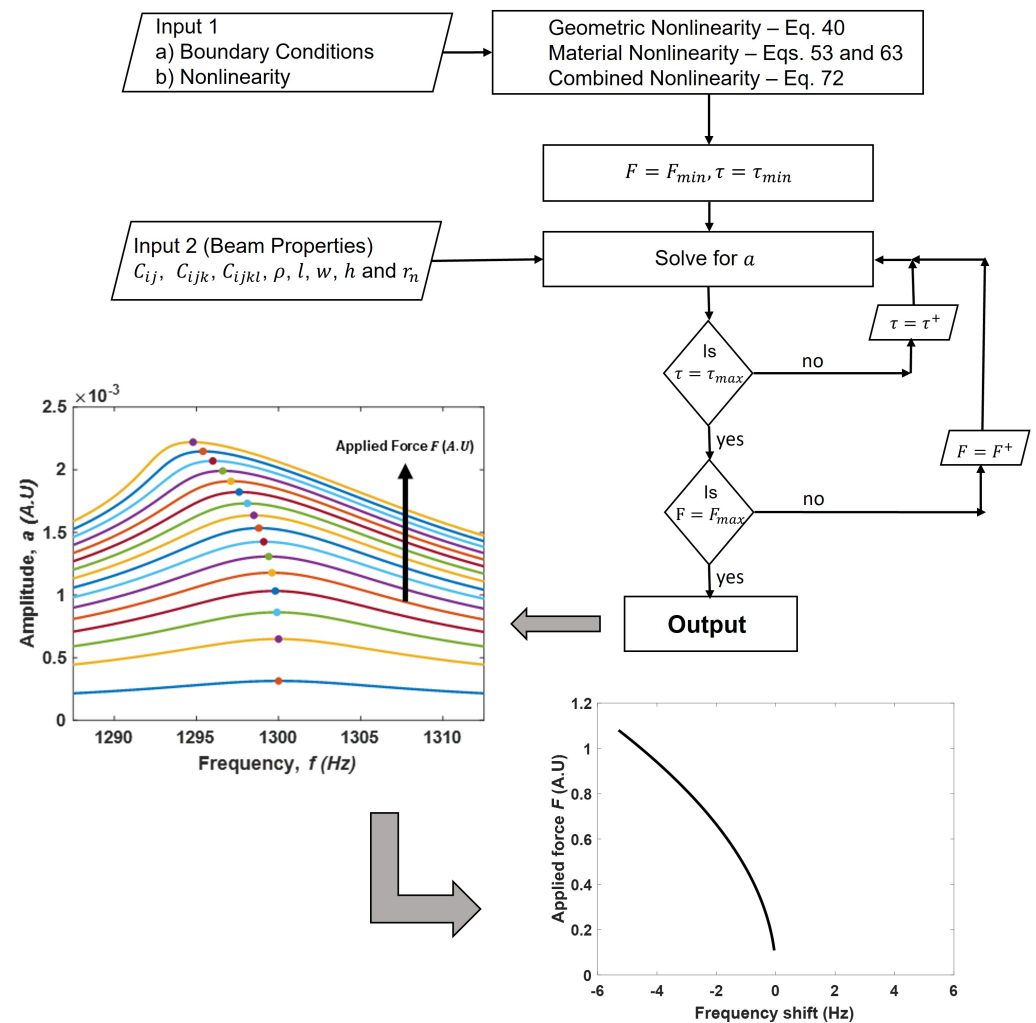 Input 1
a) Boundary Conditions
b) Nonlinearity
Geometric Nonlinearity – Eq. 40
Material Nonlinearity – Eqs. 53 and 63
Combined Nonlinearity – Eq. 72
F = F_min, τ = τ_min
Input 2 (Beam Properties)
C_ij, C_ijk, C_ijkl, ρ, l, w, h and r_n
Solve for a
τ = τ⁺
Is
τ = τ_max
no
yes
F = F⁺
Is
F = F_max
no
yes
Output
×10⁻³
2.5
2
1.5
1
0.5
0
Amplitude, a (A.U)
Applied Force F (A.U)
1290 1295 1300 1305 1310
Frequency, f (Hz)
1.2
1
0.8
0.6
0.4
0.2
0
Applied force F (A.U)
-6 -4 -2 0 2 4 6
Frequency shift (Hz)